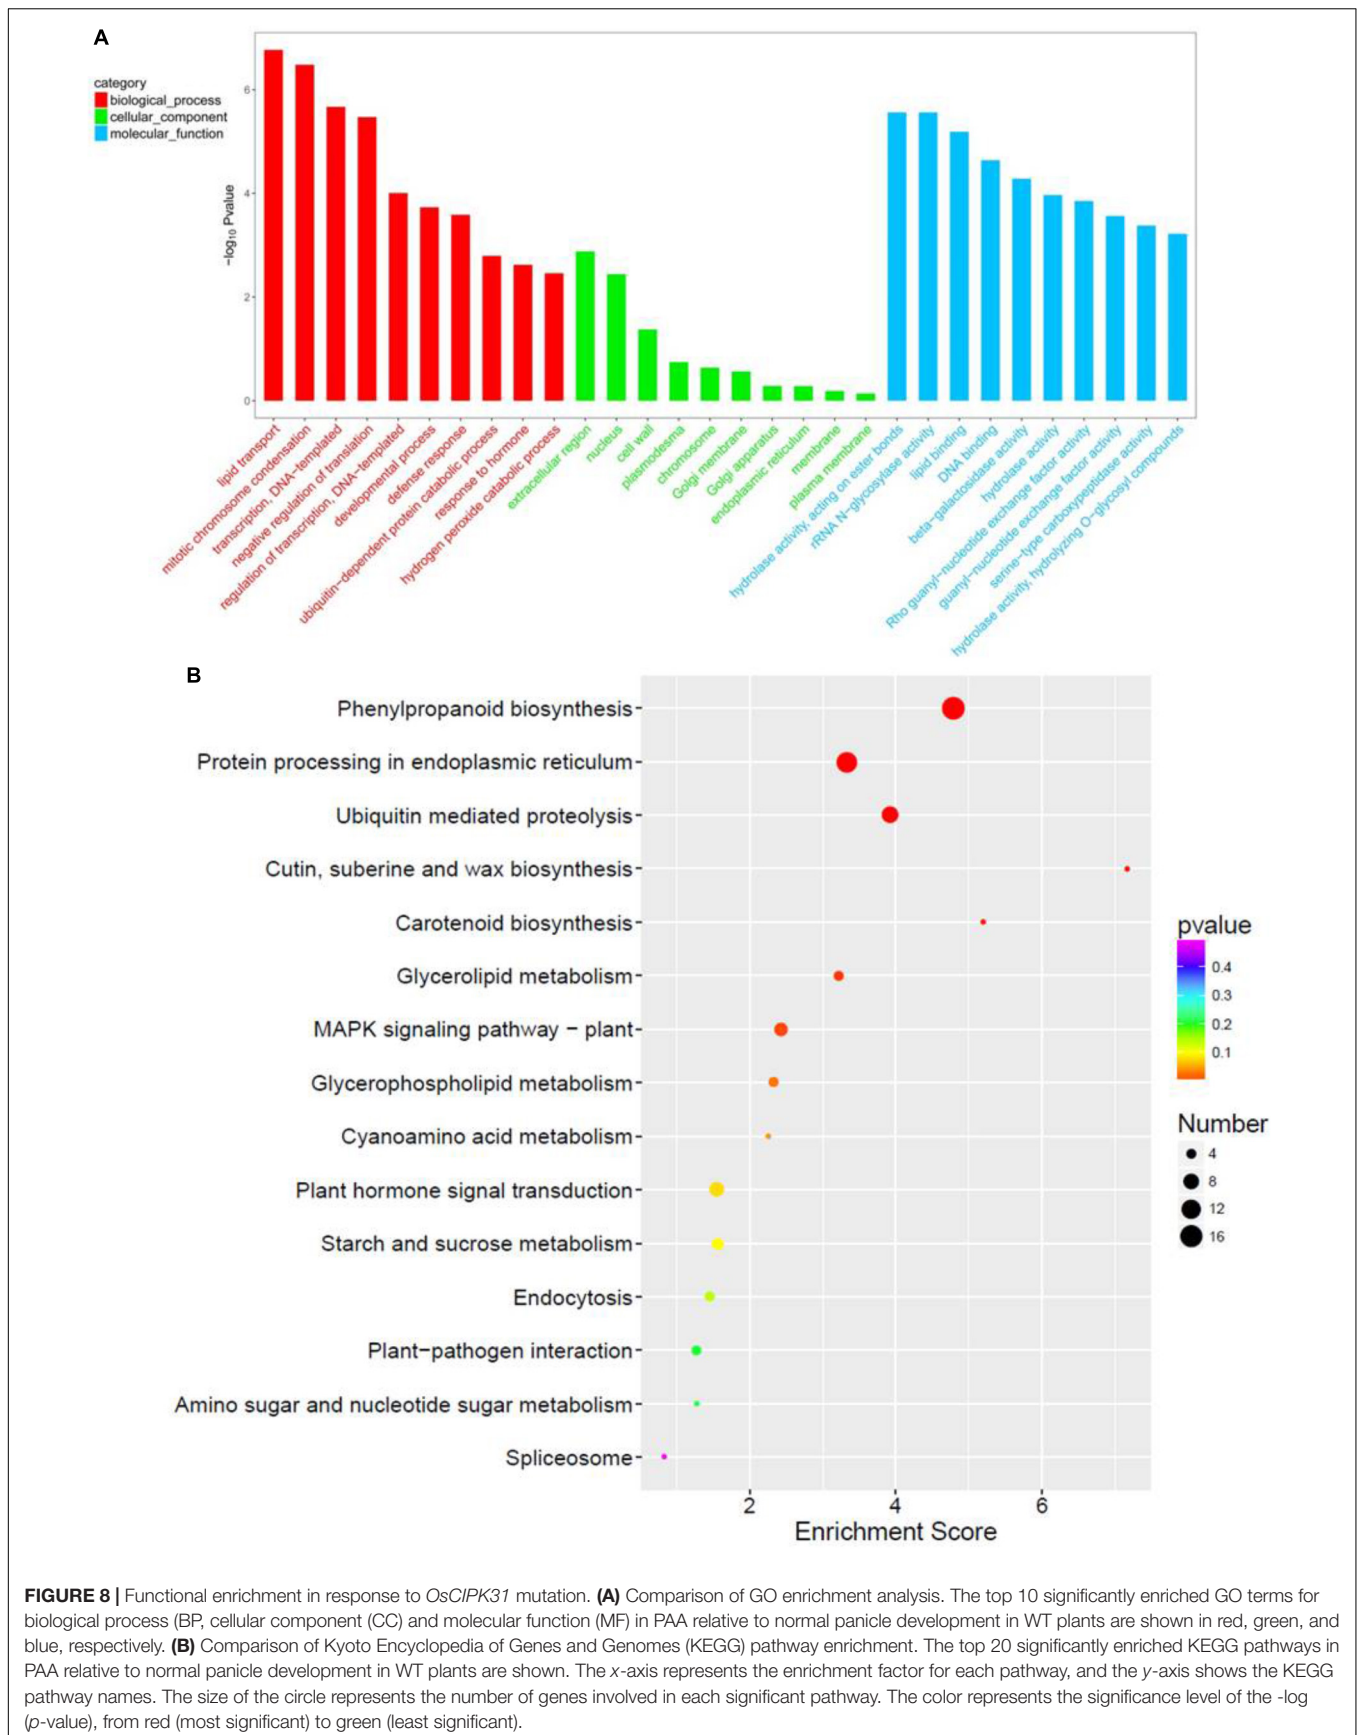 A
category
biological_process
cellular_component
molecular_function
−log10 Pvalue
6
4
2
0
lipid transport
mitotic chromosome condensation
transcription, DNA−templated
negative regulation of translation
regulation of transcription, DNA−templated
developmental process
defense response
ubiquitin−dependent protein catabolic process
response to hormone
hydrogen peroxide catabolic process
extracellular region
nucleus
cell wall
plasmodesma
chromosome
Golgi membrane
Golgi apparatus
endoplasmic reticulum
membrane
plasma membrane
hydrolase activity, acting on ester bonds
rRNA N−glycosylase activity
lipid binding
DNA binding
beta−galactosidase activity
hydrolase activity
Rho guanyl−nucleotide exchange factor activity
guanyl−nucleotide exchange factor activity
serine−type carboxypeptidase activity
hydrolase activity, hydrolyzing O−glycosyl compounds
B
Phenylpropanoid biosynthesis
Protein processing in endoplasmic reticulum
Ubiquitin mediated proteolysis
Cutin, suberine and wax biosynthesis
Carotenoid biosynthesis
Glycerolipid metabolism
MAPK signaling pathway − plant
Glycerophospholipid metabolism
Cyanoamino acid metabolism
Plant hormone signal transduction
Starch and sucrose metabolism
Endocytosis
Plant−pathogen interaction
Amino sugar and nucleotide sugar metabolism
Spliceosome
2 4 6
Enrichment Score
pvalue
0.4
0.3
0.2
0.1
Number
4
8
12
16
FIGURE 8 | Functional enrichment in response to OsCIPK31 mutation. (A) Comparison of GO enrichment analysis. The top 10 significantly enriched GO terms for
biological process (BP, cellular component (CC) and molecular function (MF) in PAA relative to normal panicle development in WT plants are shown in red, green, and
blue, respectively. (B) Comparison of Kyoto Encyclopedia of Genes and Genomes (KEGG) pathway enrichment. The top 20 significantly enriched KEGG pathways in
PAA relative to normal panicle development in WT plants are shown. The x-axis represents the enrichment factor for each pathway, and the y-axis shows the KEGG
pathway names. The size of the circle represents the number of genes involved in each significant pathway. The color represents the significance level of the -log
(p-value), from red (most significant) to green (least significant).